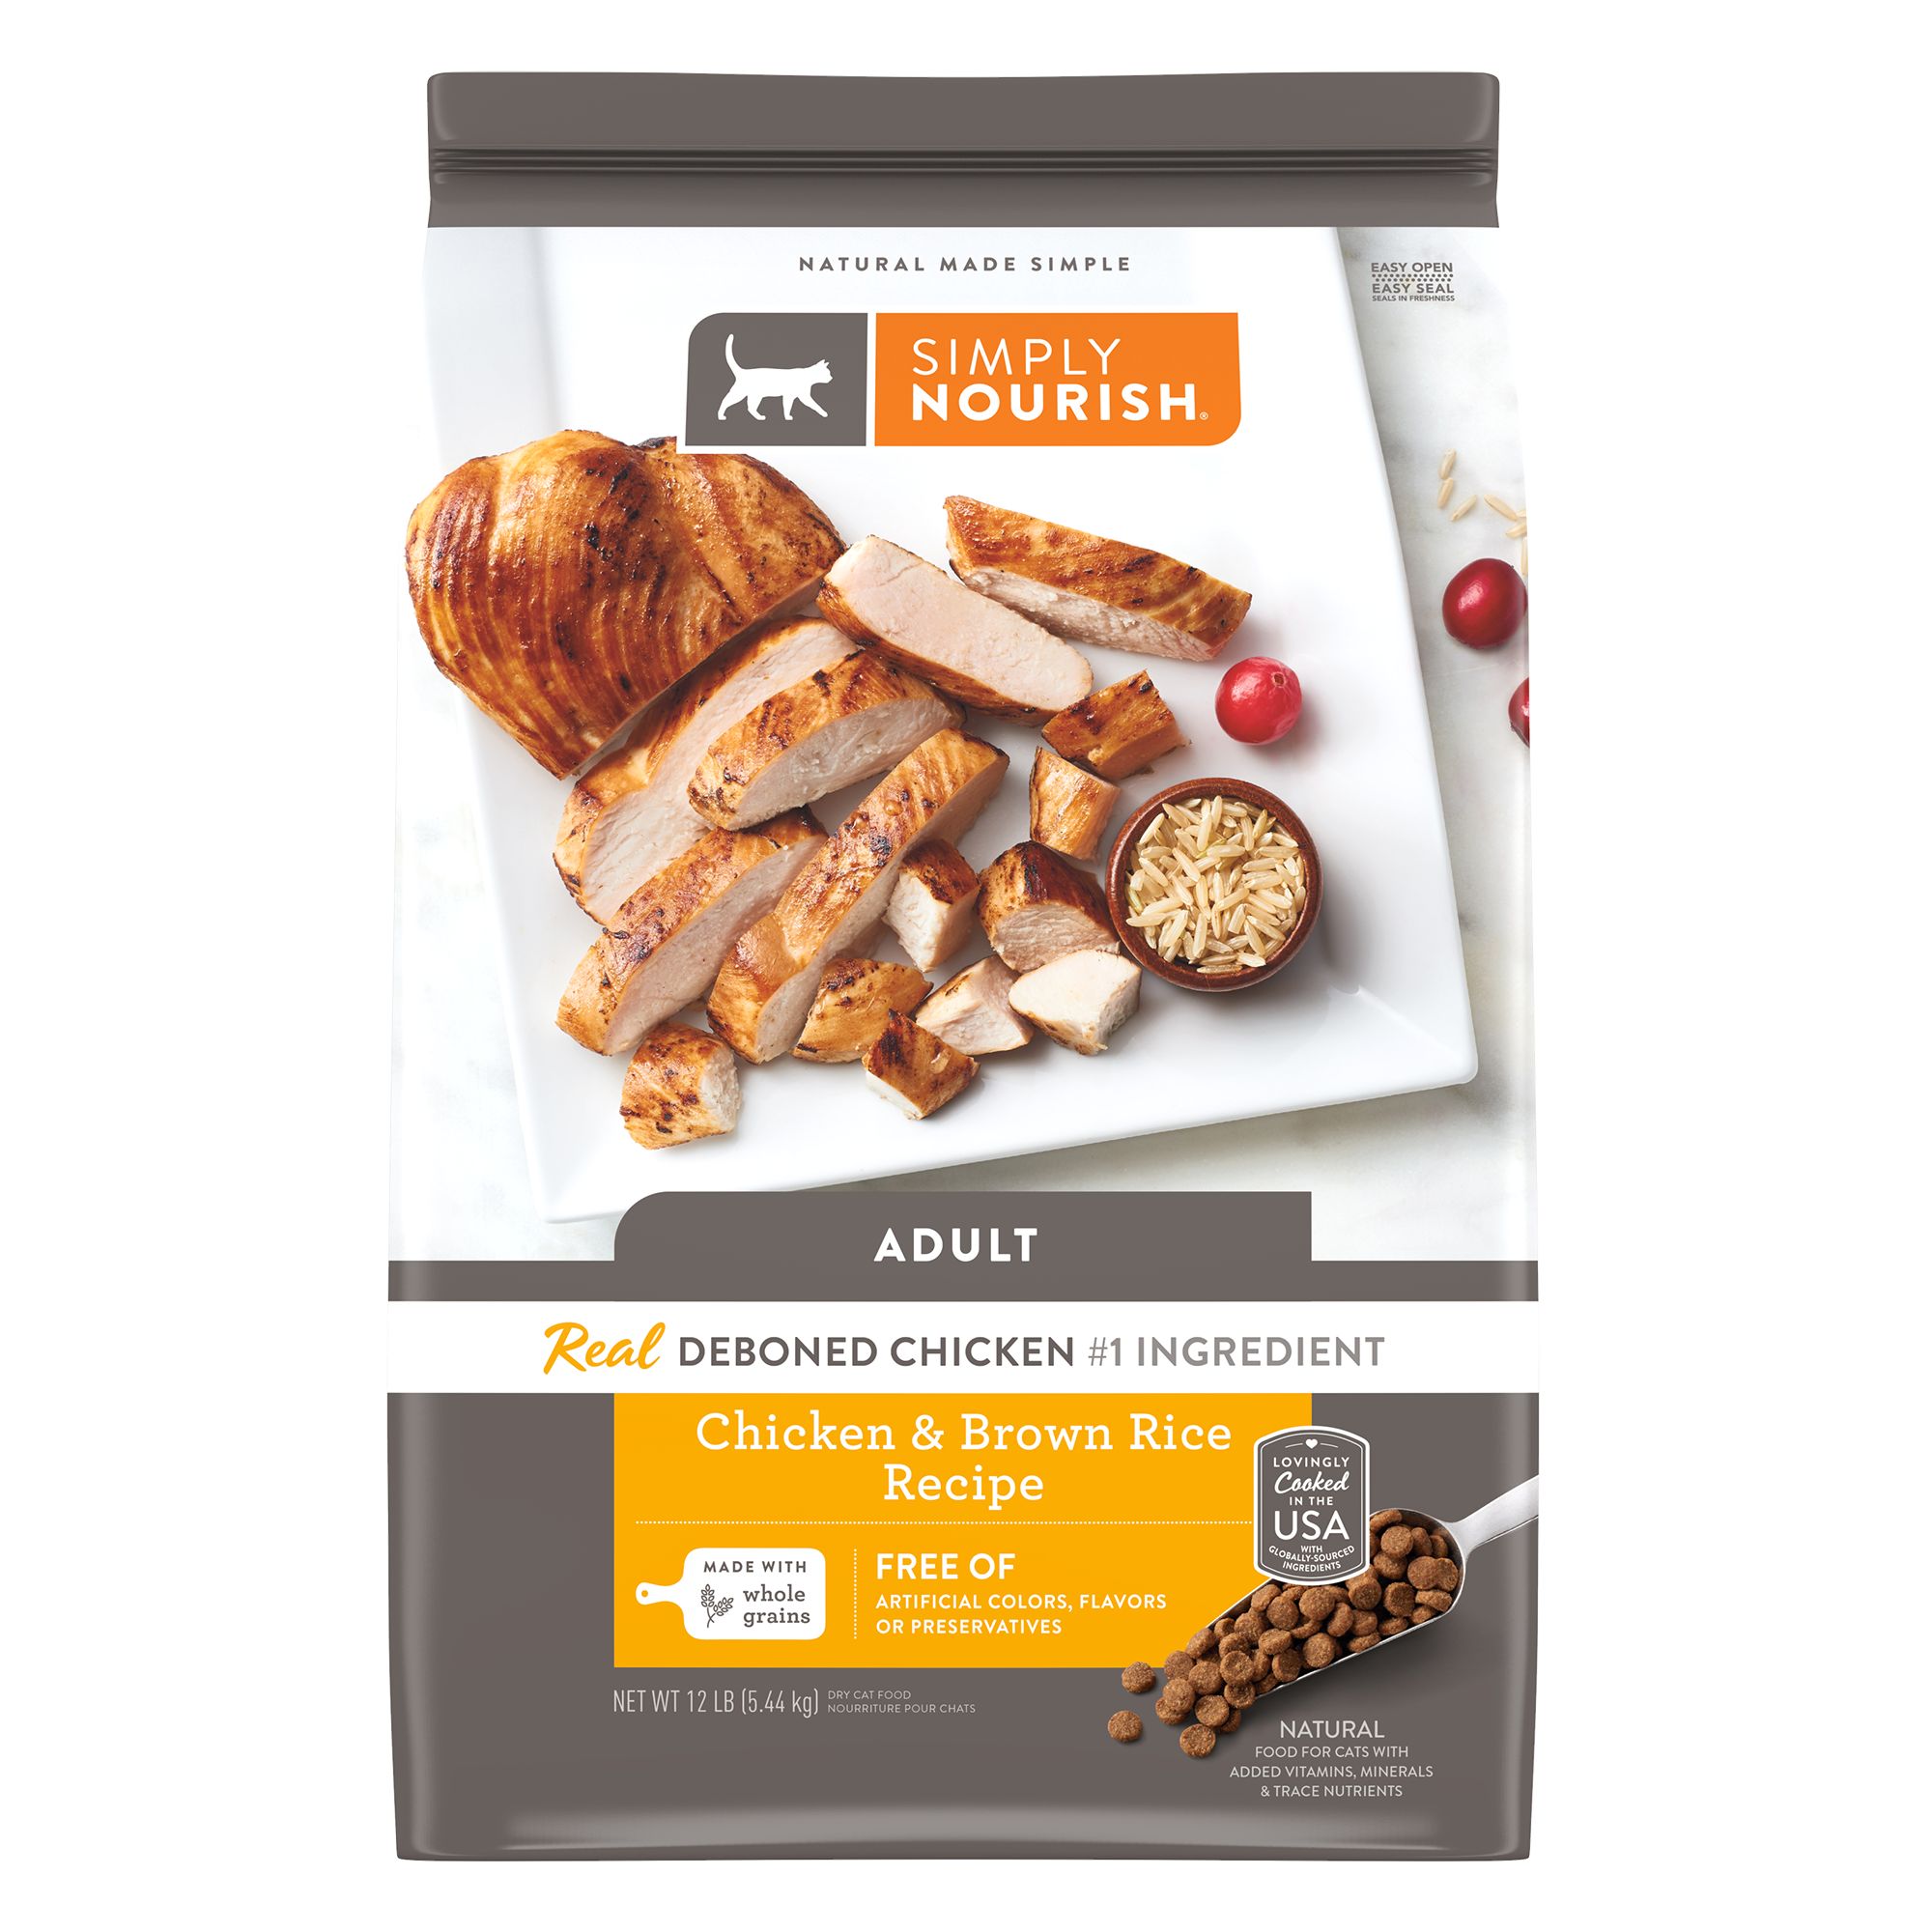 NATURAL MADE SIMPLE
EASY OPEN
EASY SEAL
SEALS IN FRESHNESS
SIMPLY
NOURISH®
ADULT
Real DEBONED CHICKEN #1 INGREDIENT
Chicken & Brown Rice
Recipe
LOVINGLY
Cooked
IN THE
USA
WITH
GLOBALLY-SOURCED
INGREDIENTS
MADE WITH
whole
grains
FREE OF
ARTIFICIAL COLORS, FLAVORS
OR PRESERVATIVES
NET WT 12 LB (5.44 kg)
DRY CAT FOOD
NOURRITURE POUR CHATS
NATURAL
FOOD FOR CATS WITH
ADDED VITAMINS, MINERALS
& TRACE NUTRIENTS